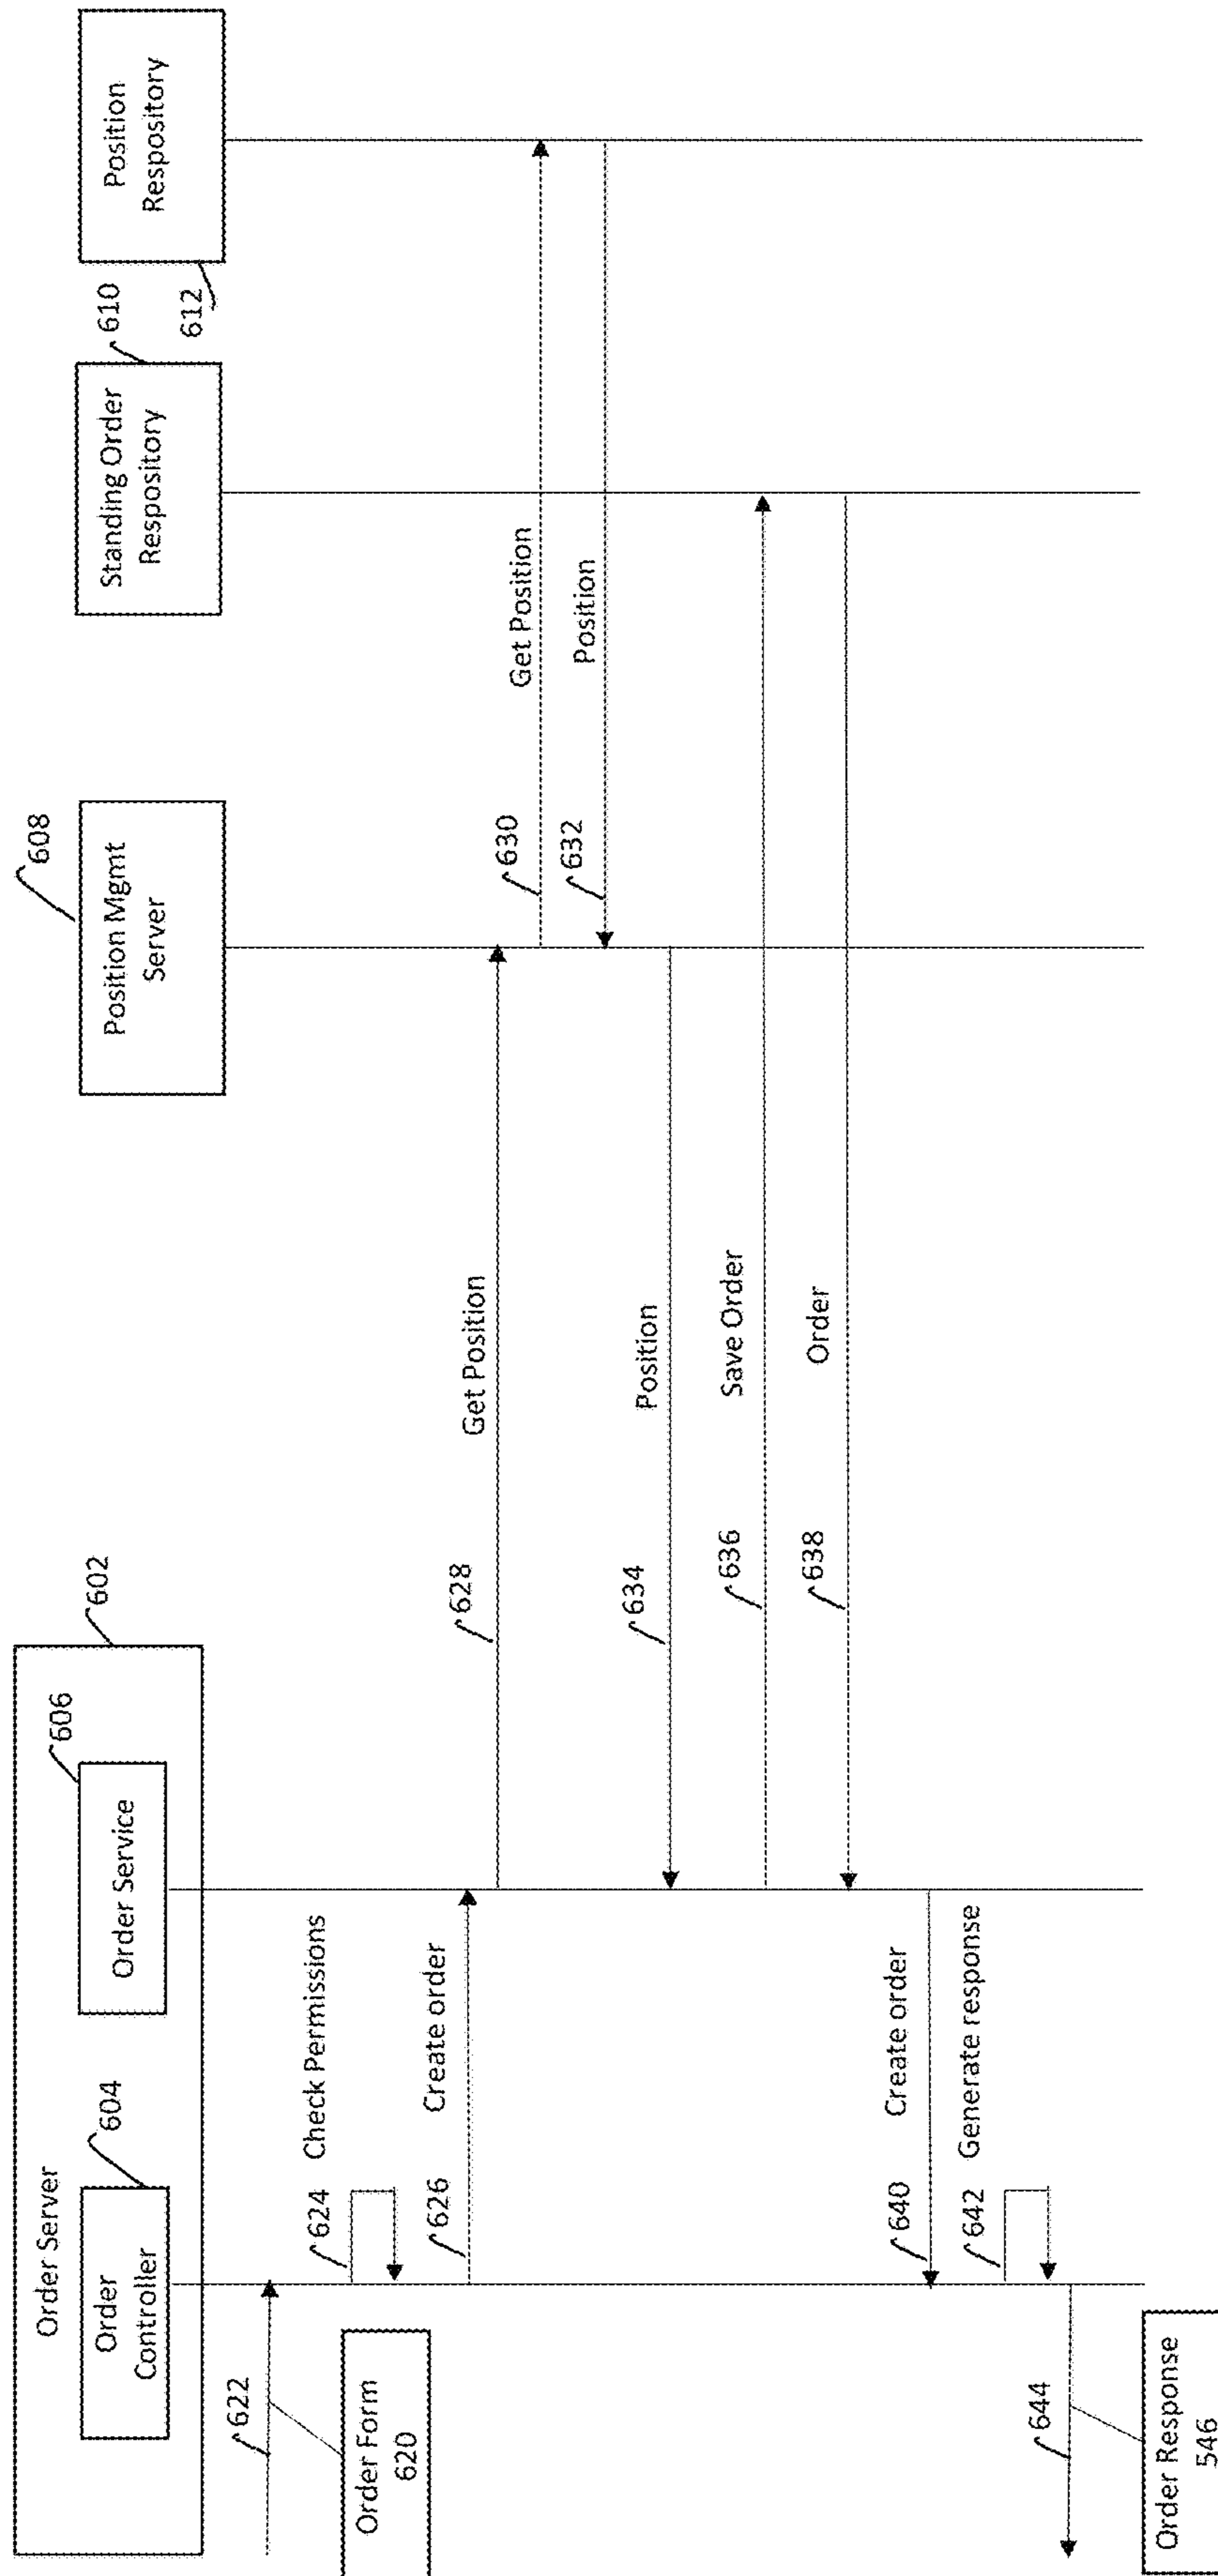 Order Server
602
Order
Controller
604
Order Service
606
Position Mgmt
Server
608
Standing Order
Respository
610
Position
Respository
612
622
Order Form
620
624
Check Permissions
626
Create order
628
Get Position
630
Get Position
632
Position
634
Position
636
Save Order
638
Order
640
Create order
642
Generate response
644
Order Response
546